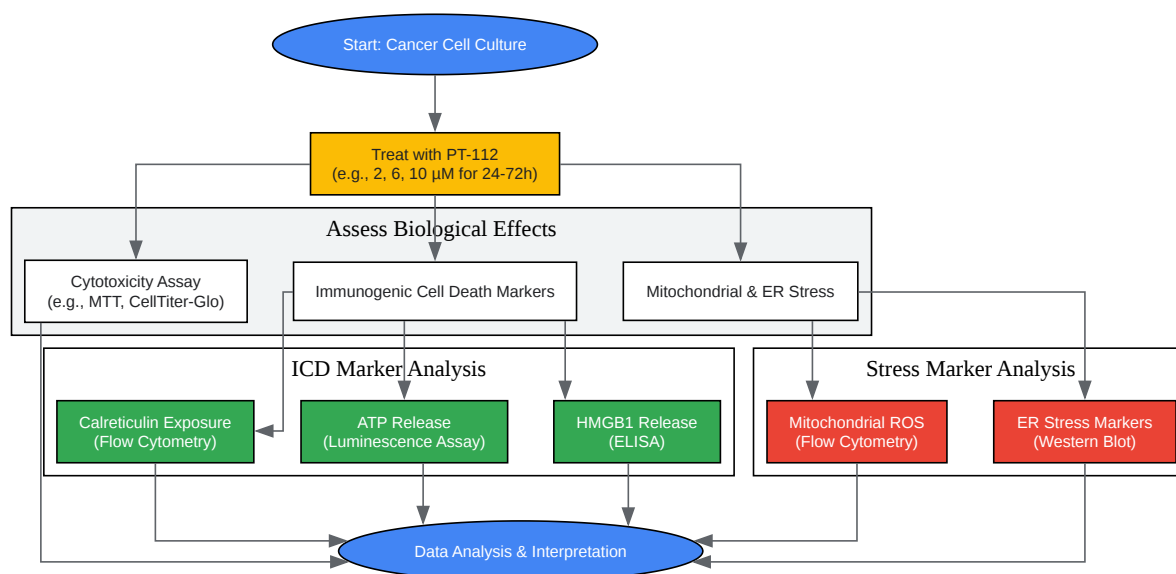 Start: Cancer Cell Culture
Treat with PT-112
(e.g., 2, 6, 10 µM for 24-72h)
Assess Biological Effects
Cytotoxicity Assay
(e.g., MTT, CellTiter-Glo)
Immunogenic Cell Death Markers
Mitochondrial & ER Stress
ICD Marker Analysis
Stress Marker Analysis
Calreticulin Exposure
(Flow Cytometry)
ATP Release
(Luminescence Assay)
HMGB1 Release
(ELISA)
Mitochondrial ROS
(Flow Cytometry)
ER Stress Markers
(Western Blot)
Data Analysis & Interpretation